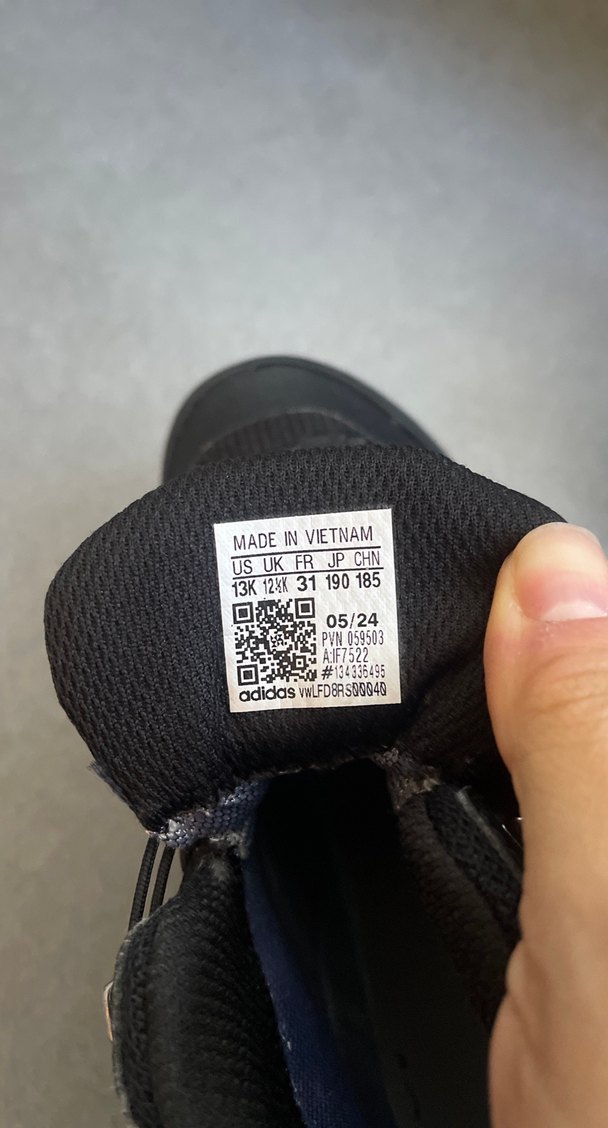 MADE IN VIETNAM
US UK FR JP CHN
13K 12½K 31 190 185
05/24
PVN 059503
A:IF7522
#134336495
adidas vwLFD8RS00040